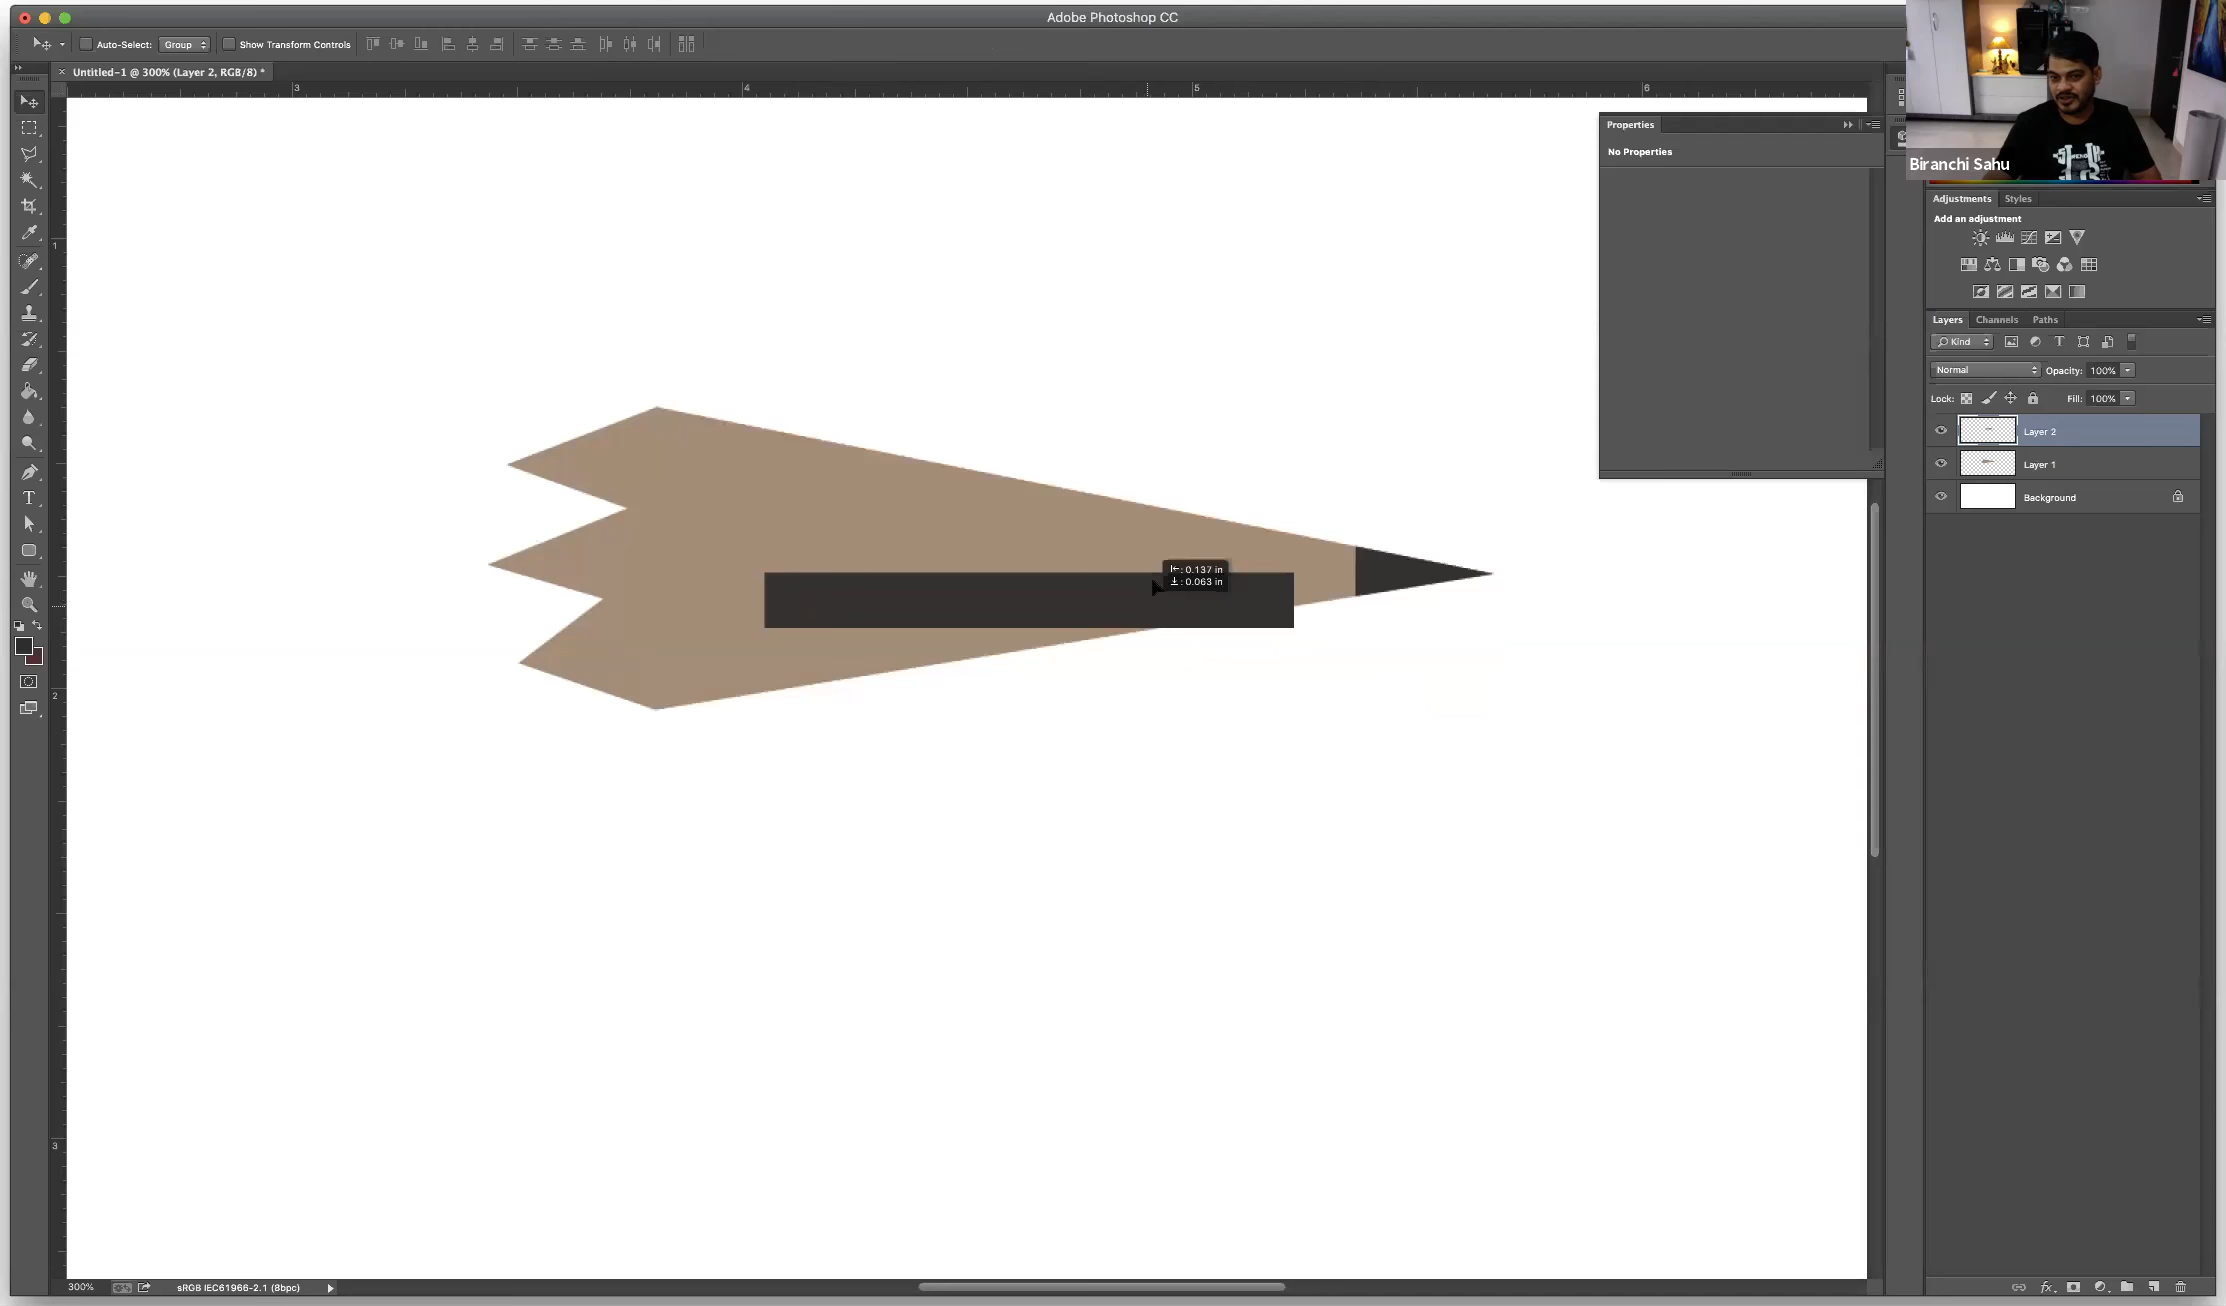 Adobe Photoshop CC
Auto-Select: Group Show Transform Controls
× Untitled-1 @ 300% (Layer 2, RGB/8) *
3 4 5 6
Properties
No Properties
Biranchi Sahu
Adjustments Styles
Add an adjustment
1
Layers Channels Paths
Kind
Normal Opacity: 100%
Lock: Fill: 100%
Layer 2
Layer 1
Background
: 0.137 in
: 0.063 in
2
3
300% sRGB IEC61966-2.1 (8bpc)